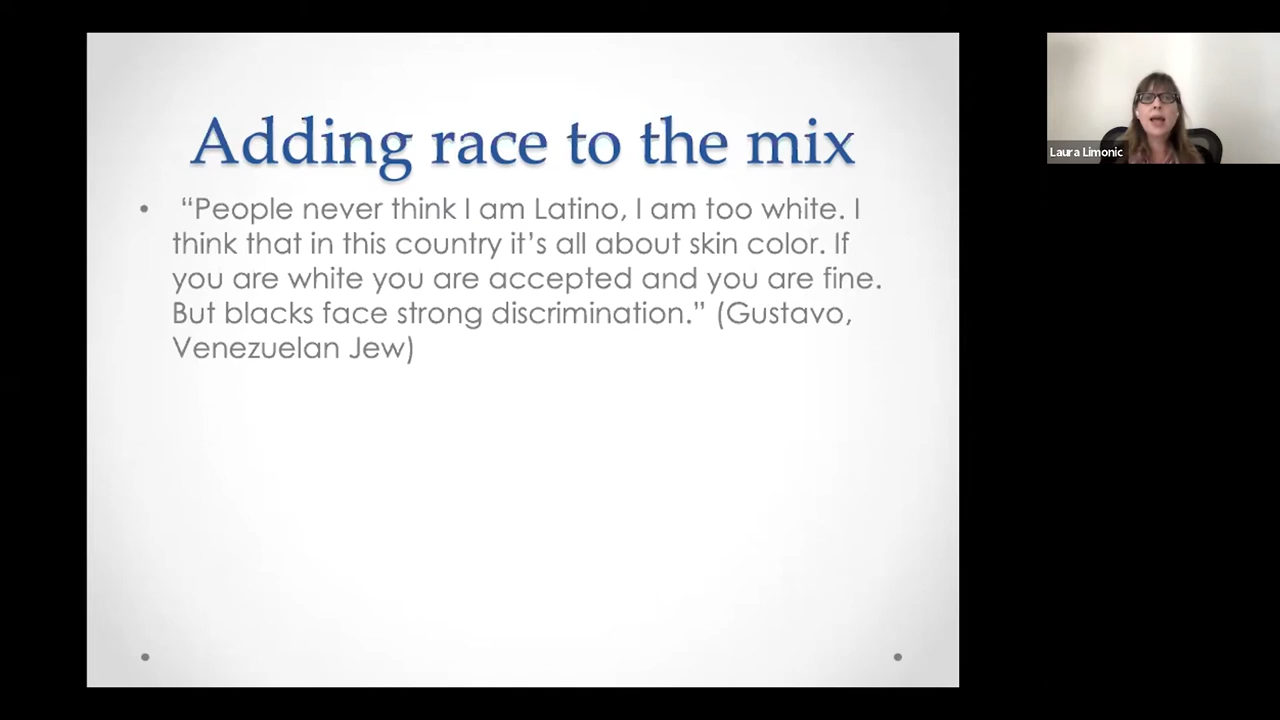 Adding race to the mix
• “People never think I am Latino, I am too white. I
think that in this country it’s all about skin color. If
you are white you are accepted and you are fine.
But blacks face strong discrimination.” (Gustavo,
Venezuelan Jew)
Laura Limonic